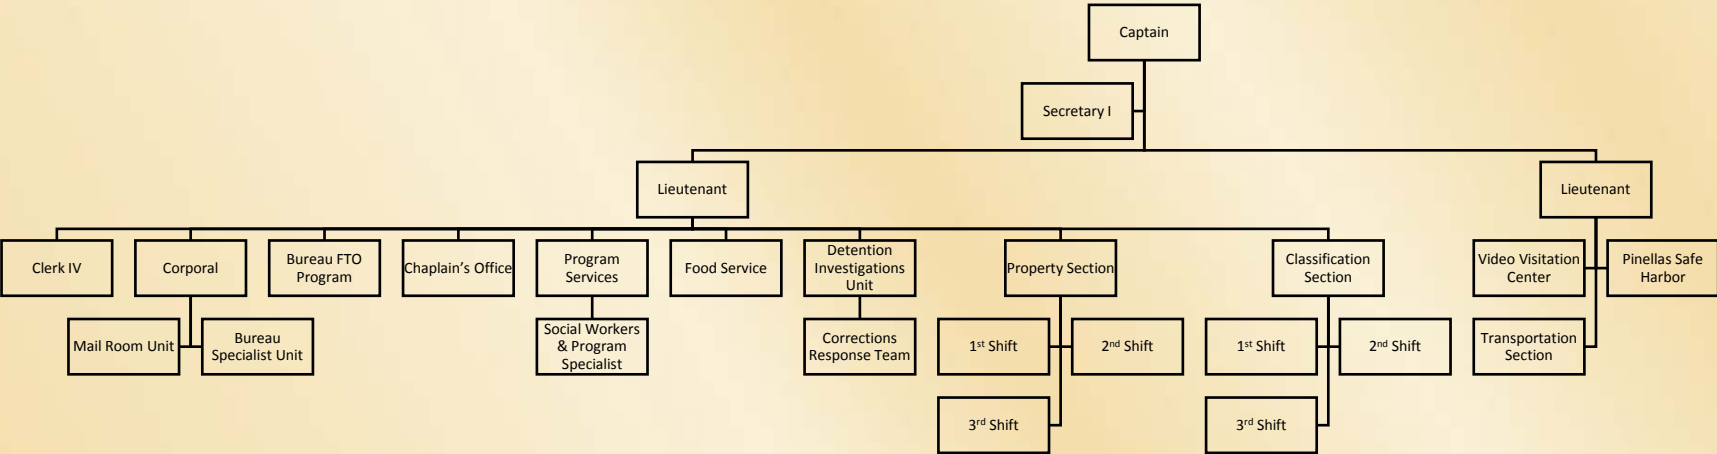 Captain
Secretary I
Lieutenant
Lieutenant
Clerk IV
Corporal
Bureau FTO
Program
Chaplain's Office
Program
Services
Food Service
Detention
Investigations
Unit
Property Section
Classification
Section
Video Visitation
Center
Pinellas Safe
Harbor
Mail Room Unit
Bureau
Specialist Unit
Social Workers
& Program
Specialist
Corrections
Response Team
1st Shift
2nd Shift
1st Shift
2nd Shift
Transportation
Section
3rd Shift
3rd Shift